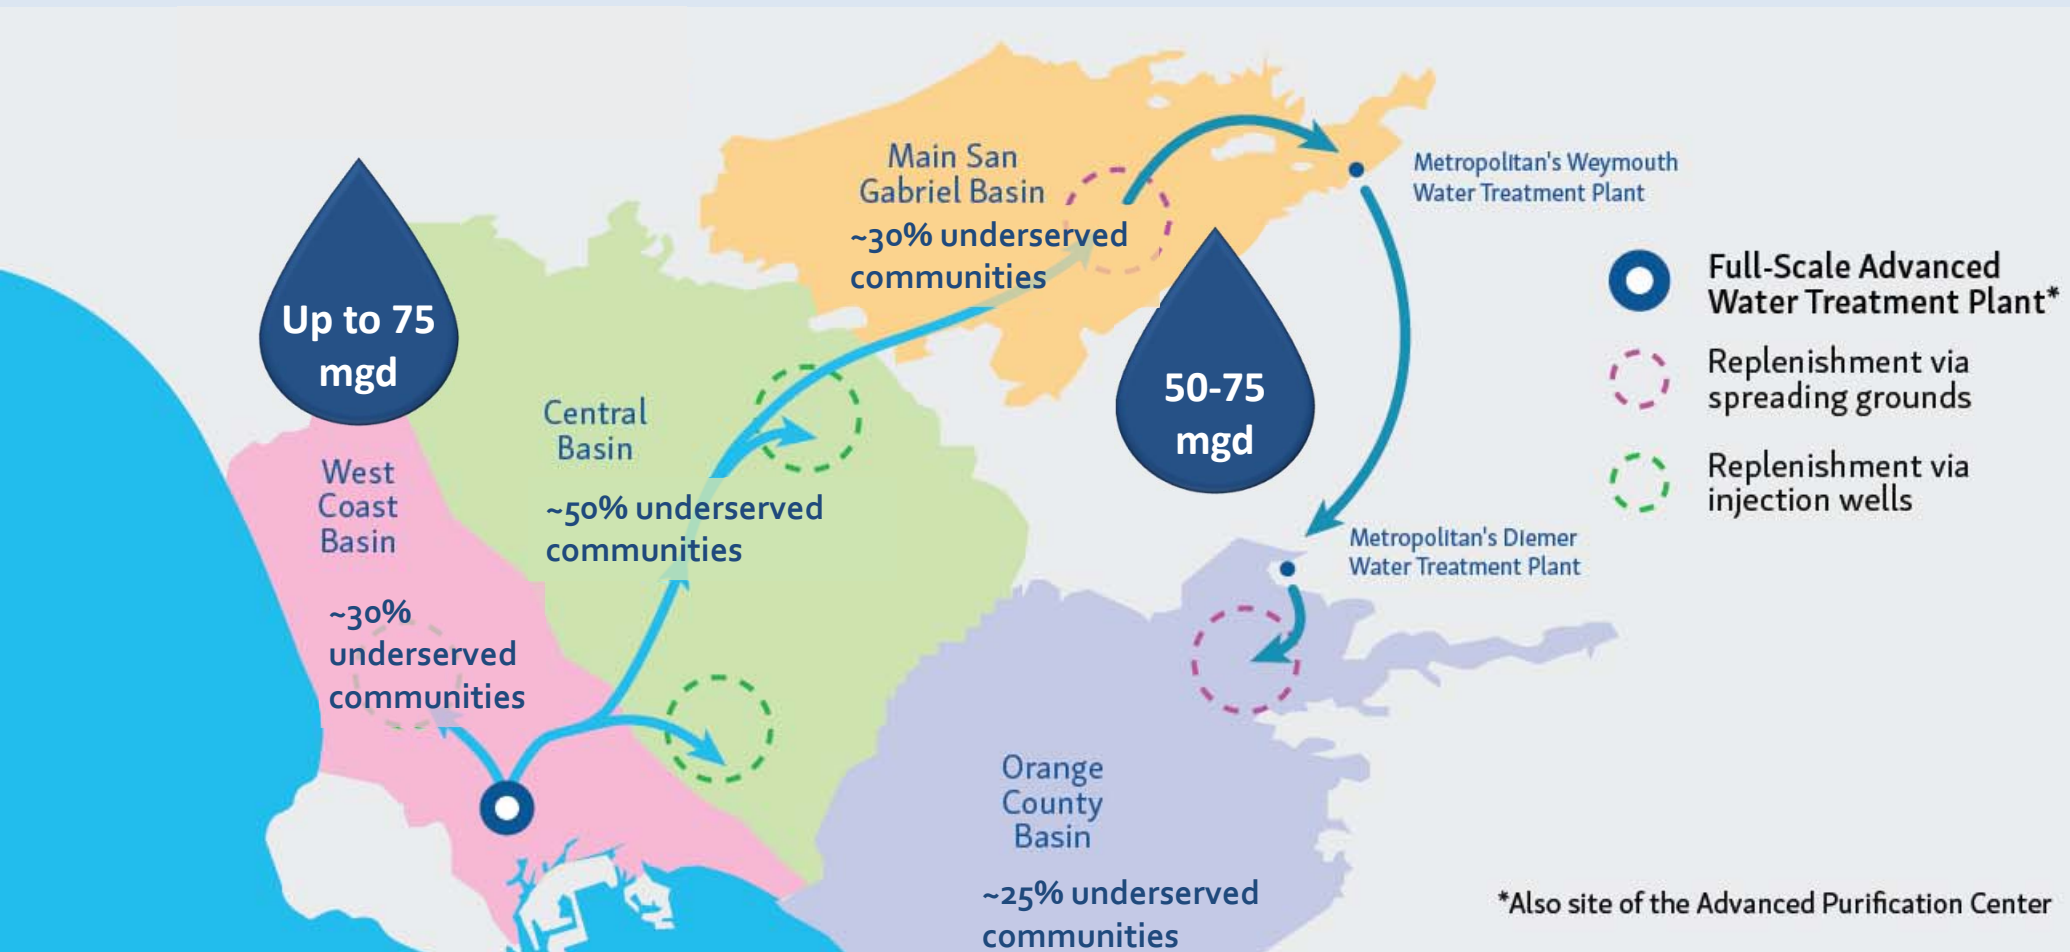 Main San
Gabriel Basin
~30% underserved
communities
Metropolitan's Weymouth
Water Treatment Plant
Up to 75
mgd
50-75
mgd
Full-Scale Advanced
Water Treatment Plant*
Replenishment via
spreading grounds
Replenishment via
injection wells
Central
Basin
~50% underserved
communities
West
Coast
Basin
~30%
underserved
communities
Metropolitan's Diemer
Water Treatment Plant
Orange
County
Basin
~25% underserved
communities
*Also site of the Advanced Purification Center